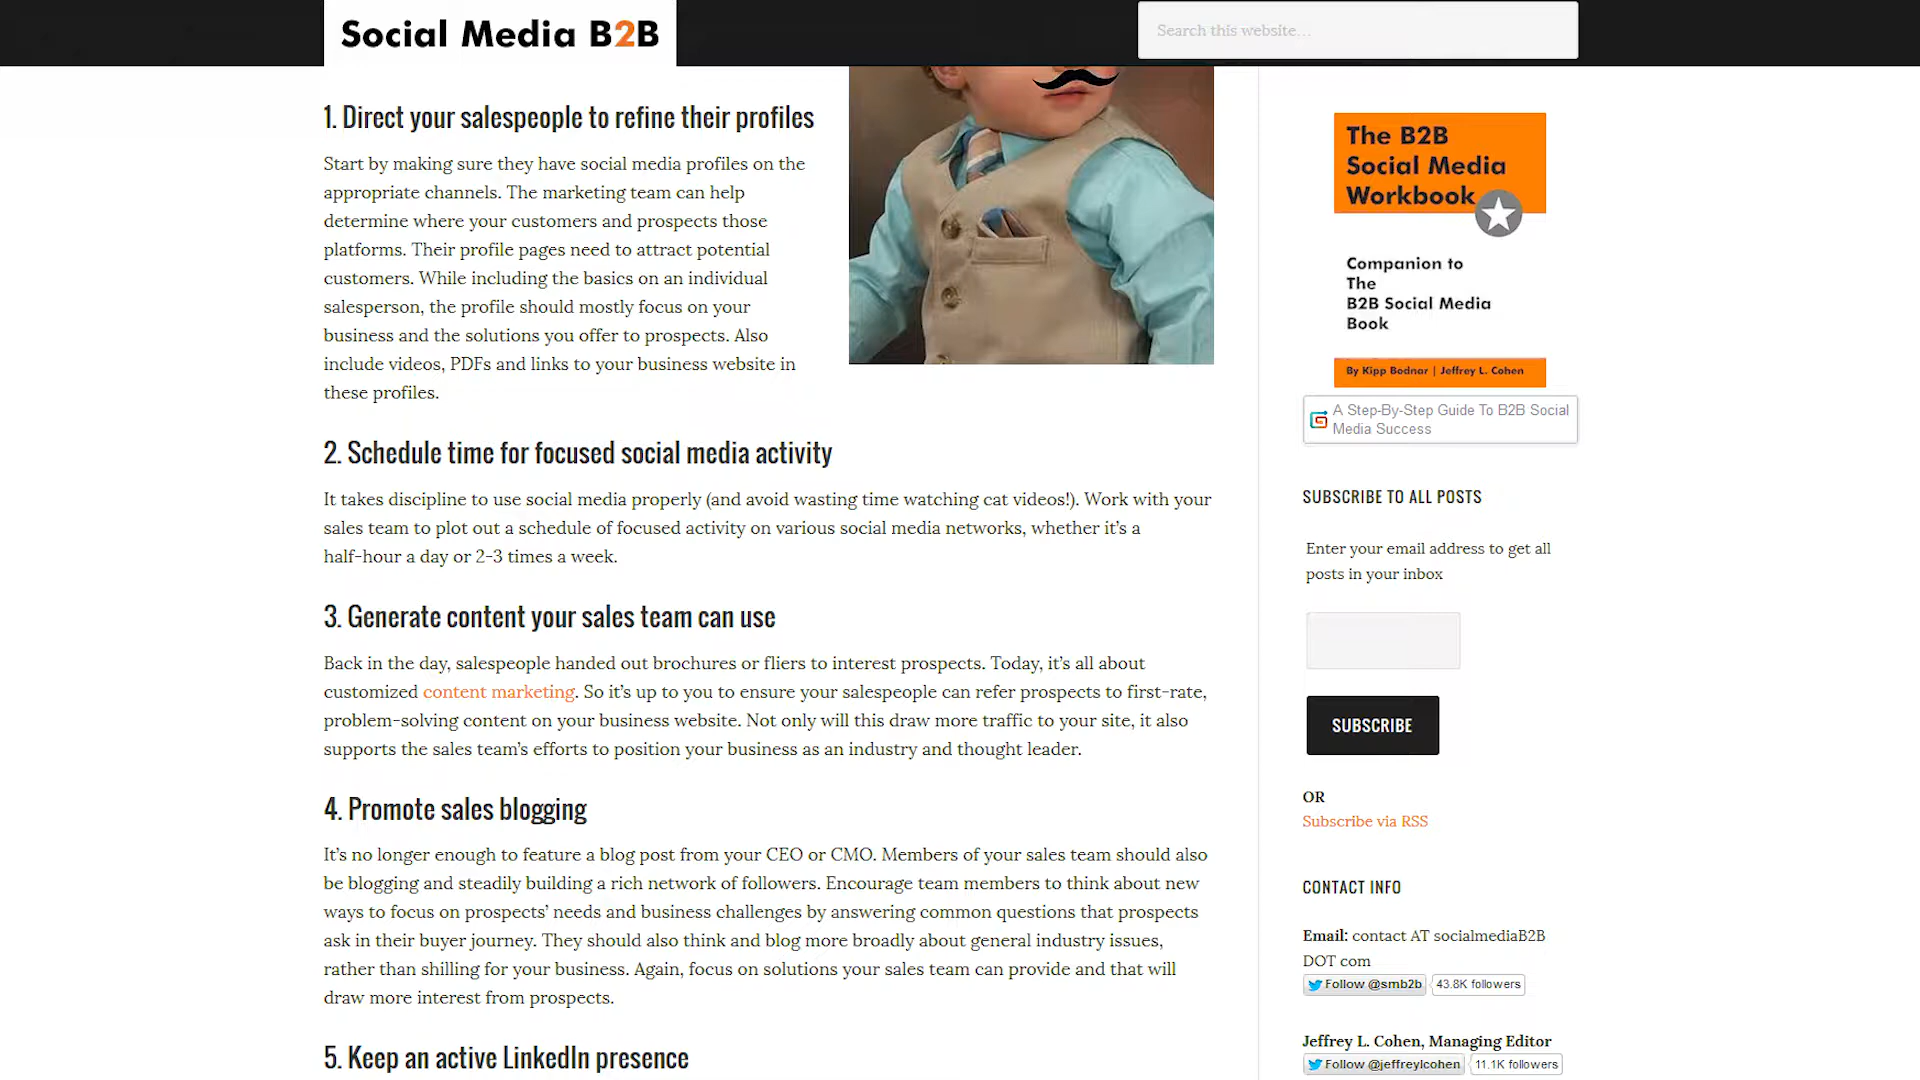 Social Media B2B
Search this website…
1. Direct your salespeople to refine their profiles
Start by making sure they have social media profiles on the
appropriate channels. The marketing team can help
determine where your customers and prospects those
platforms. Their profile pages need to attract potential
customers. While including the basics on an individual
salesperson, the profile should mostly focus on your
business and the solutions you offer to prospects. Also
include videos, PDFs and links to your business website in
these profiles.
2. Schedule time for focused social media activity
It takes discipline to use social media properly (and avoid wasting time watching cat videos!). Work with your
sales team to plot out a schedule of focused activity on various social media networks, whether it’s a
half-hour a day or 2-3 times a week.
3. Generate content your sales team can use
Back in the day, salespeople handed out brochures or fliers to interest prospects. Today, it’s all about
customized content marketing. So it’s up to you to ensure your salespeople can refer prospects to first-rate,
problem-solving content on your business website. Not only will this draw more traffic to your site, it also
supports the sales team’s efforts to position your business as an industry and thought leader.
4. Promote sales blogging
It’s no longer enough to feature a blog post from your CEO or CMO. Members of your sales team should also
be blogging and steadily building a rich network of followers. Encourage team members to think about new
ways to focus on prospects’ needs and business challenges by answering common questions that prospects
ask in their buyer journey. They should also think and blog more broadly about general industry issues,
rather than shilling for your business. Again, focus on solutions your sales team can provide and that will
draw more interest from prospects.
5. Keep an active LinkedIn presence
The B2B
Social Media
Workbook
Companion to
The
B2B Social Media
Book
By Kipp Bodnar | Jeffrey L. Cohen
A Step-By-Step Guide To B2B Social
Media Success
SUBSCRIBE TO ALL POSTS
Enter your email address to get all
posts in your inbox
SUBSCRIBE
OR
Subscribe via RSS
CONTACT INFO
Email: contact AT socialmediaB2B
DOT com
Follow @smb2b 43.8K followers
Jeffrey L. Cohen, Managing Editor
Follow @jeffreylcohen 11.1K followers